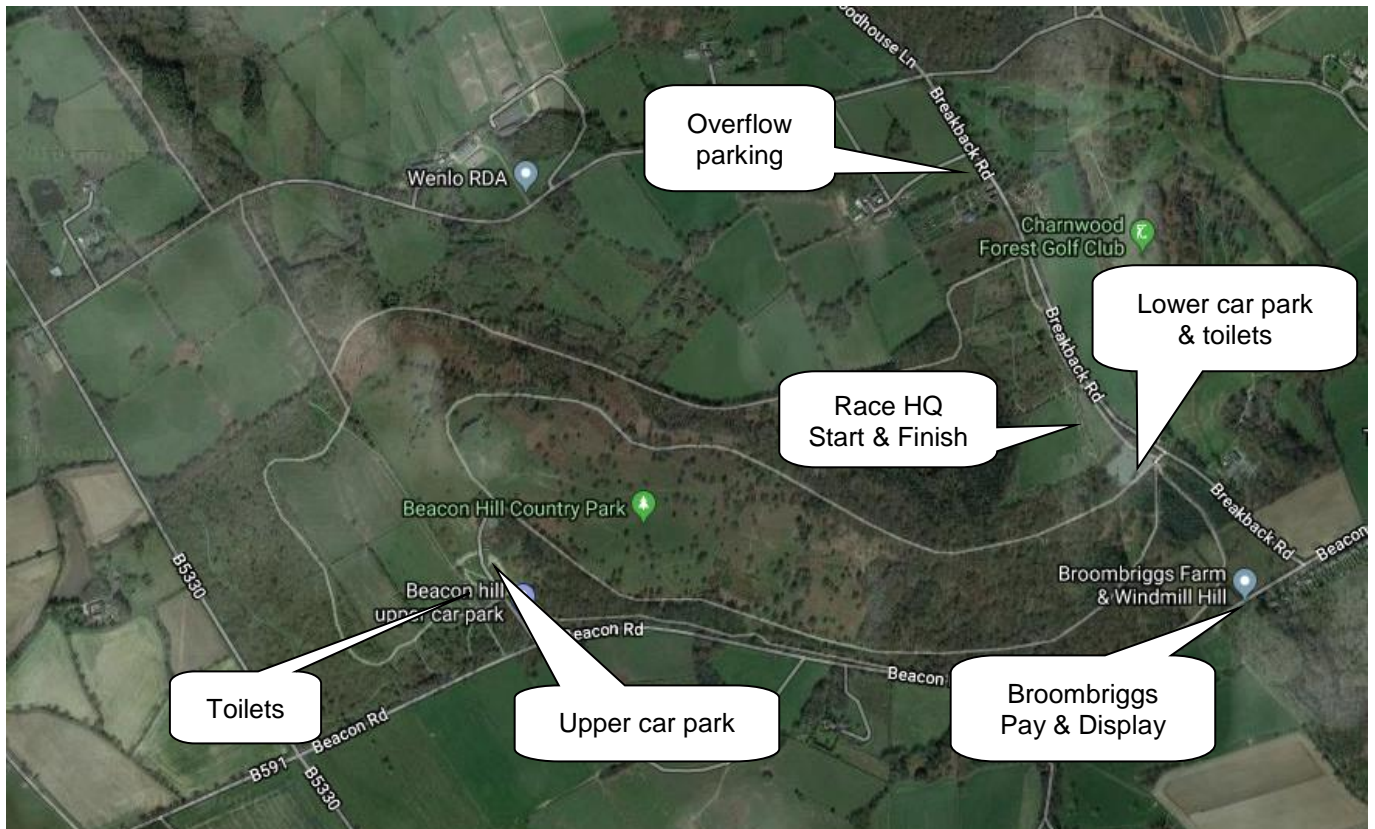 oodhouse Ln
Breakback Rd
Overflow
parking
Wenlo RDA
Charnwood
Forest Golf Club
Lower car park
& toilets
Breakback Rd
Race HQ
Start & Finish
Beacon Hill Country Park
Breakback Rd
Beacon
B5330
Beacon hill
upper car park
Broombriggs Farm
& Windmill Hill
Beacon Rd
Beacon
Toilets
Upper car park
Broombriggs
Pay & Display
Beacon Rd
B591
B5330